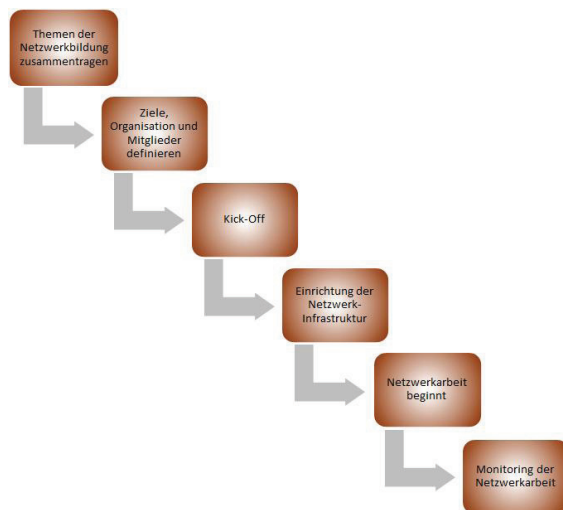 Themen der
Netzwerkbildung
zusammentragen
Ziele,
Organisation und
Mitglieder
definieren
Kick-Off
Einrichtung der
Netzwerk-
Infrastruktur
Netzwerkarbeit
beginnt
Monitoring der
Netzwerkarbeit